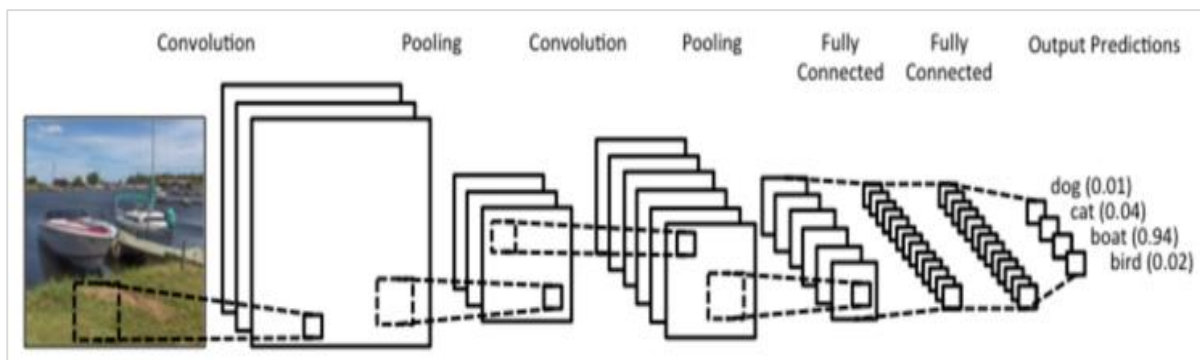 Convolution
Pooling
Convolution
Pooling
Fully
Connected
Fully
Connected
Output Predictions
dog (0.01)
cat (0.04)
boat (0.94)
bird (0.02)